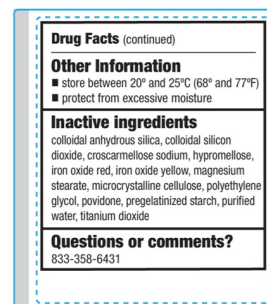 Drug Facts (continued)
Other Information
■ store between 20º and 25ºC (68º and 77ºF)
■ protect from excessive moisture
Inactive ingredients
colloidal anhydrous silica, colloidal silicon
dioxide, croscarmellose sodium, hypromellose,
iron oxide red, iron oxide yellow, magnesium
stearate, microcrystalline cellulose, polyethylene
glycol, povidone, pregelatinized starch, purified
water, titanium dioxide
Questions or comments?
833-358-6431